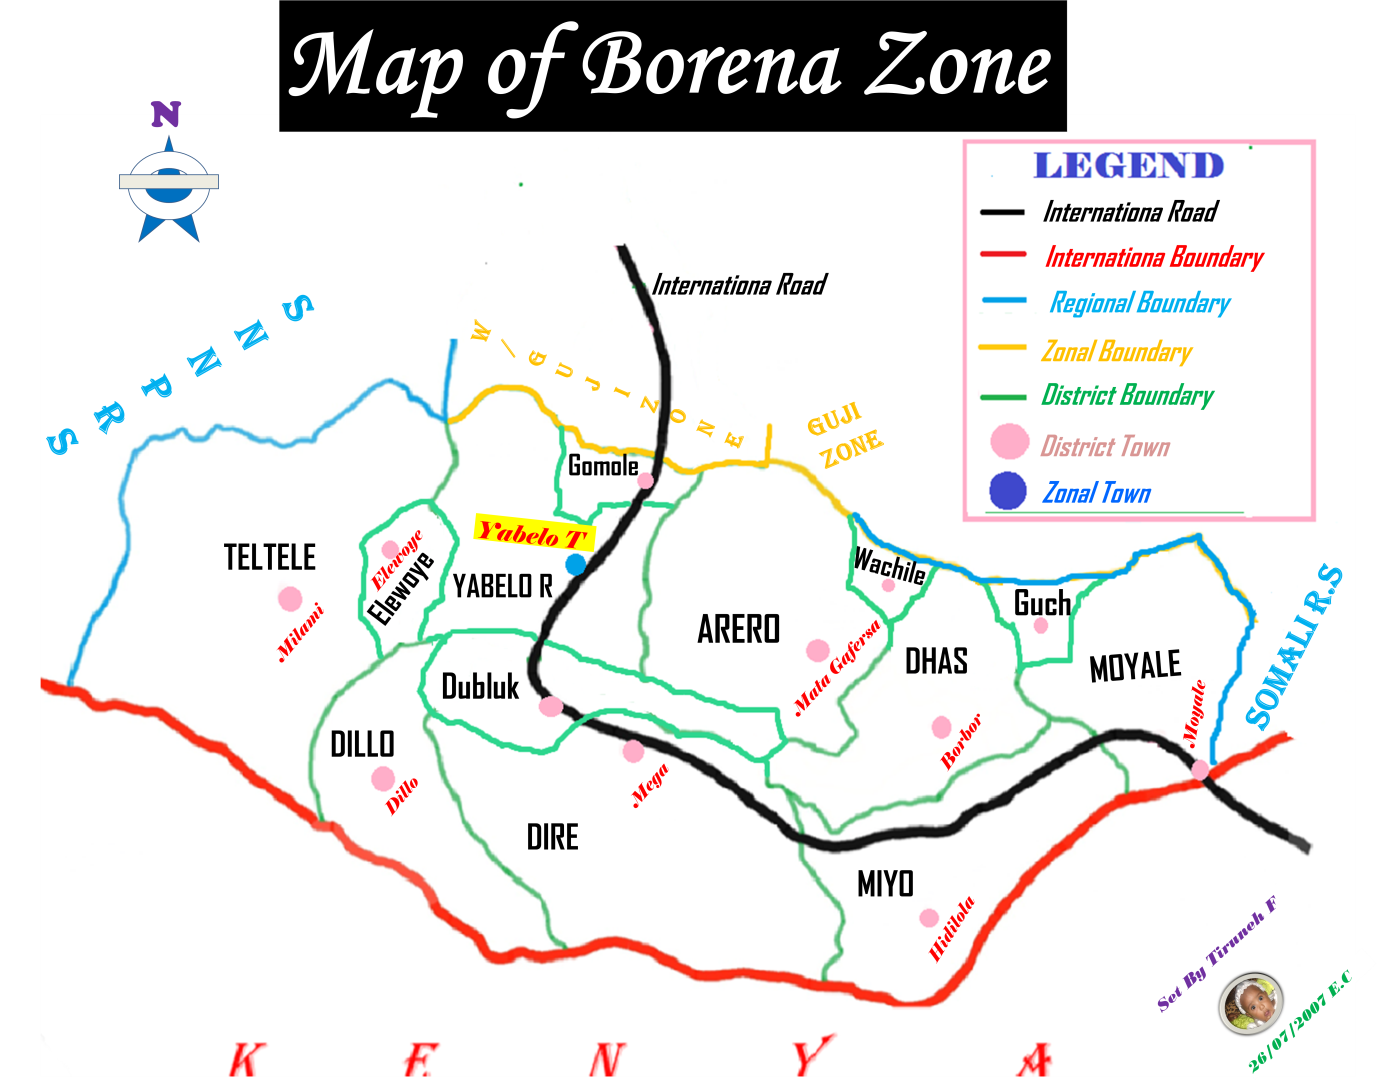 Map of Borena Zone
N
LEGEND
Internationa Road
Internationa Boundary
Regional Boundary
Zonal Boundary
District Boundary
District Town
Zonal Town
Internationa Road
S R P N N S
W/GUJI ZONE
GUJI
ZONE
Gomole
Yabelo T
TELTELE
Milami
Elewoye
Elewoye
YABELO R
Wachile
Guch
ARERO
Mata Gafersa
DHAS
Borbor
MOYALE
Moyale
SOMALI R.S
Dubluk
DILLO
Dillo
Mega
DIRE
MIYO
Hidilola
K E N Y A
Set By Tiruneh F
26/07/2007 E.C